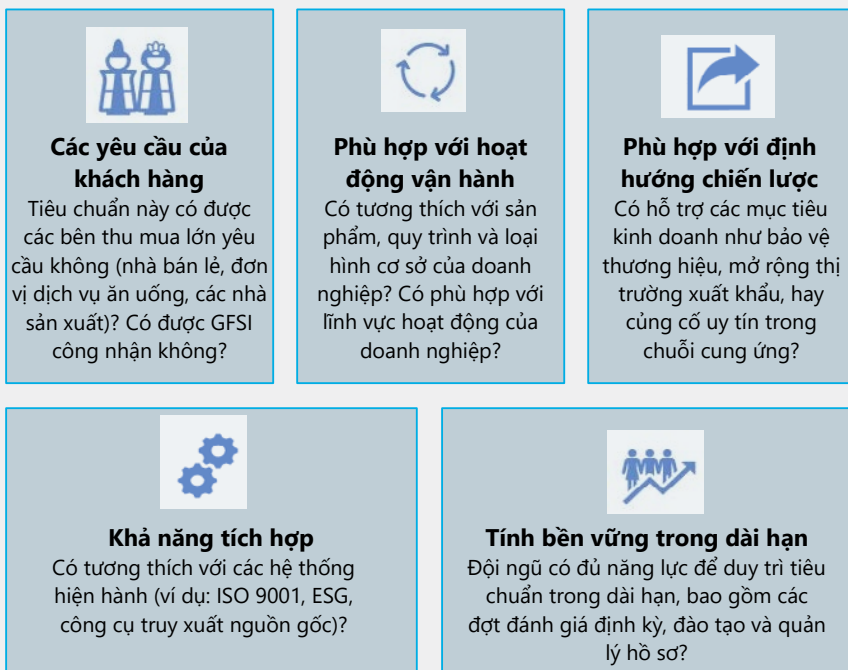 Các yêu cầu của
khách hàng
Tiêu chuẩn này có được
các bên thu mua lớn yêu
cầu không (nhà bán lẻ, đơn
vị dịch vụ ăn uống, các nhà
sản xuất)? Có được GFSI
công nhận không?
Phù hợp với hoạt
động vận hành
Có tương thích với sản
phẩm, quy trình và loại
hình cơ sở của doanh
nghiệp? Có phù hợp với
lĩnh vực hoạt động của
doanh nghiệp?
Phù hợp với định
hướng chiến lược
Có hỗ trợ các mục tiêu
kinh doanh như bảo vệ
thương hiệu, mở rộng thị
trường xuất khẩu, hay
củng cố uy tín trong
chuỗi cung ứng?
Khả năng tích hợp
Có tương thích với các hệ thống
hiện hành (ví dụ: ISO 9001, ESG,
công cụ truy xuất nguồn gốc)?
Tính bền vững trong dài hạn
Đội ngũ có đủ năng lực để duy trì tiêu
chuẩn trong dài hạn, bao gồm các
đợt đánh giá định kỳ, đào tạo và quản
lý hồ sơ?